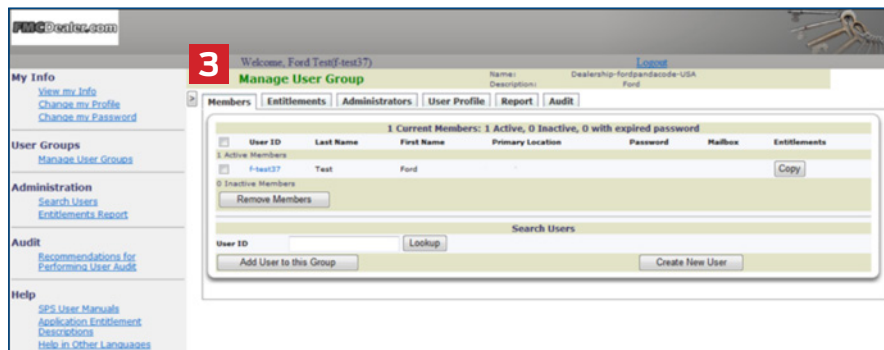 FMCDealer.com
3
Welcome, Ford Test(f-test37)
Logout
Manage User Group
Name: Dealership-fordpandacode-USA
Description: Ford
My Info
View my Info
Change my Profile
Change my Password
User Groups
Manage User Groups
Administration
Search Users
Entitlements Report
Audit
Recommendations for
Performing User Audit
Help
SPS User Manuals
Application Entitlement
Descriptions
Help in Other Languages
>
Members Entitlements Administrators User Profile Report Audit
1 Current Members: 1 Active, 0 Inactive, 0 with expired password
User ID Last Name First Name Primary Location Password Mailbox Entitlements
1 Active Members
f-test37 Test Ford Copy
0 Inactive Members
Remove Members
Search Users
User ID Lookup
Add User to this Group Create New User